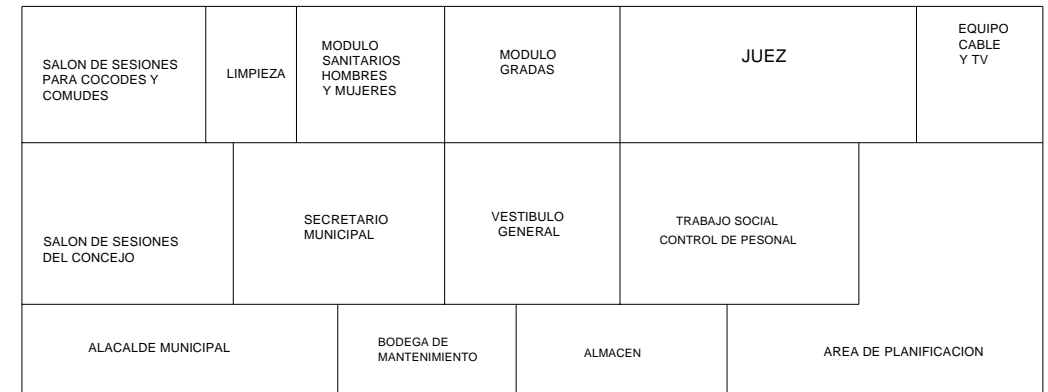 SALON DE SESIONES
PARA COCODES Y
COMUDES
LIMPIEZA
MODULO
SANITARIOS
HOMBRES
Y MUJERES
MODULO
GRADAS
JUEZ
EQUIPO
CABLE
Y TV
SALON DE SESIONES
DEL CONCEJO
SECRETARIO
MUNICIPAL
VESTIBULO
GENERAL
TRABAJO SOCIAL
CONTROL DE PESONAL
ALACALDE MUNICIPAL
BODEGA DE
MANTENIMIENTO
ALMACEN
AREA DE PLANIFICACION